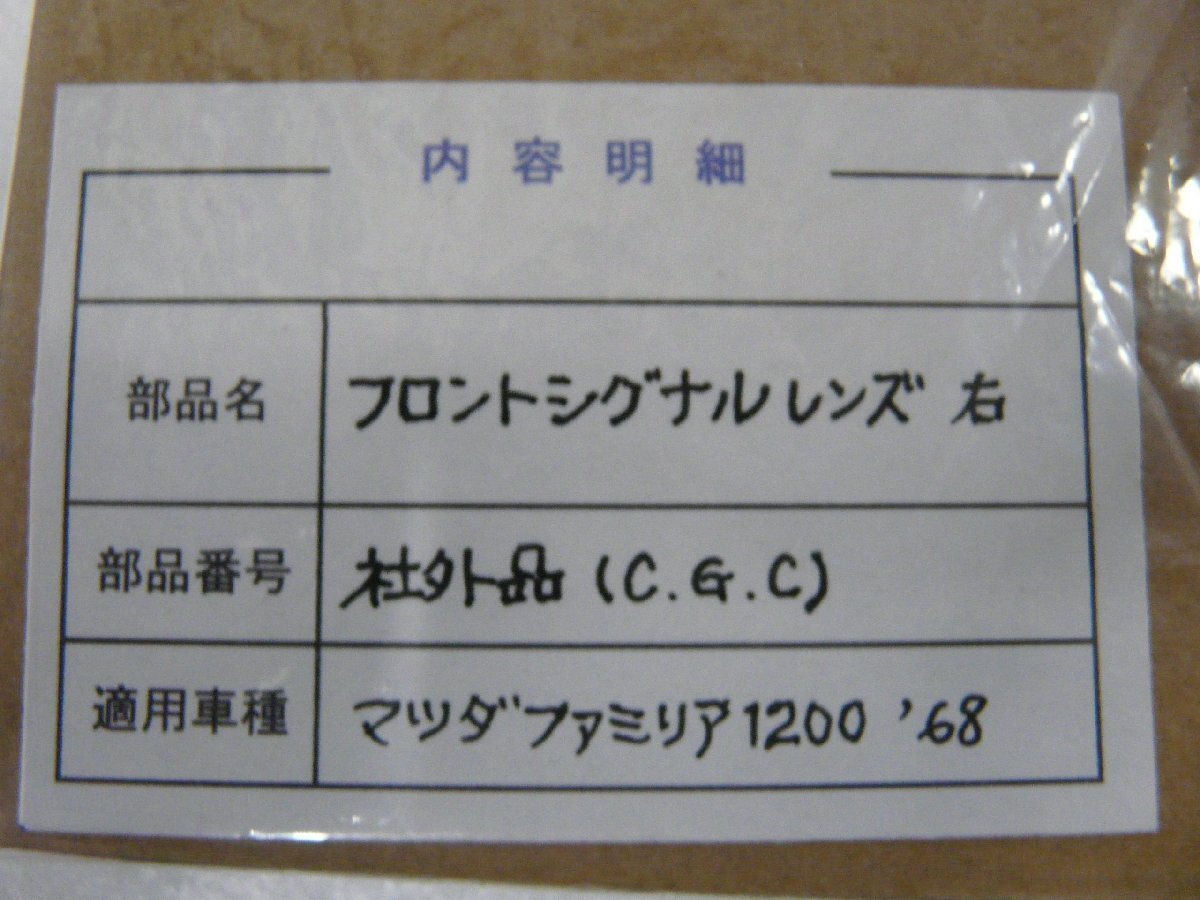 内容明細
部品名 フロントシグナルレンズ 右
部品番号 社外品 (C.G.C)
適用車種 マツダファミリア1200 '68